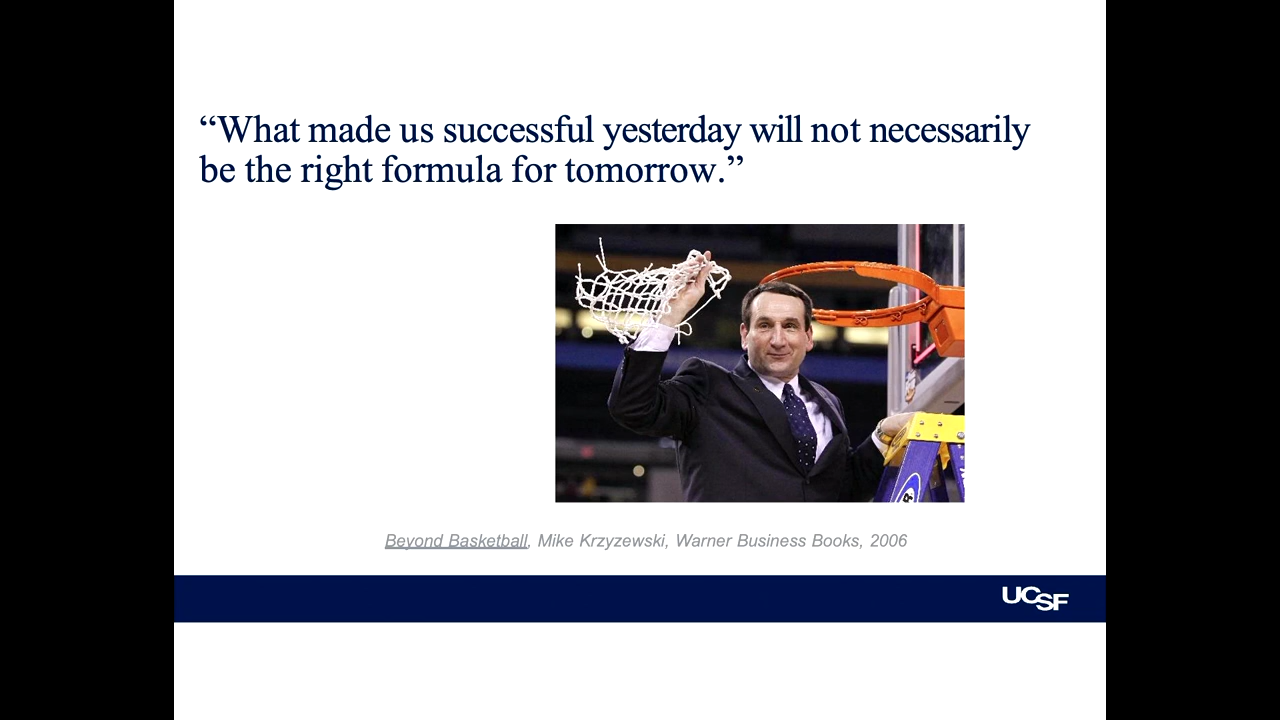 “What made us successful yesterday will not necessarily
be the right formula for tomorrow.”
Beyond Basketball, Mike Krzyzewski, Warner Business Books, 2006
UCSF